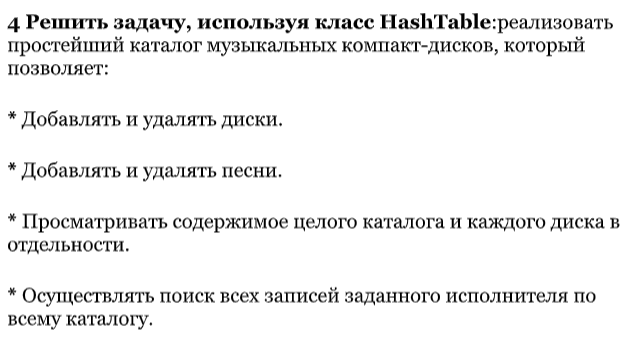 4 Решить задачу, используя класс HashTable:реализовать
простейший каталог музыкальных компакт-дисков, который
позволяет:
* Добавлять и удалять диски.
* Добавлять и удалять песни.
* Просматривать содержимое целого каталога и каждого диска в
отдельности.
* Осуществлять поиск всех записей заданного исполнителя по
всему каталогу.